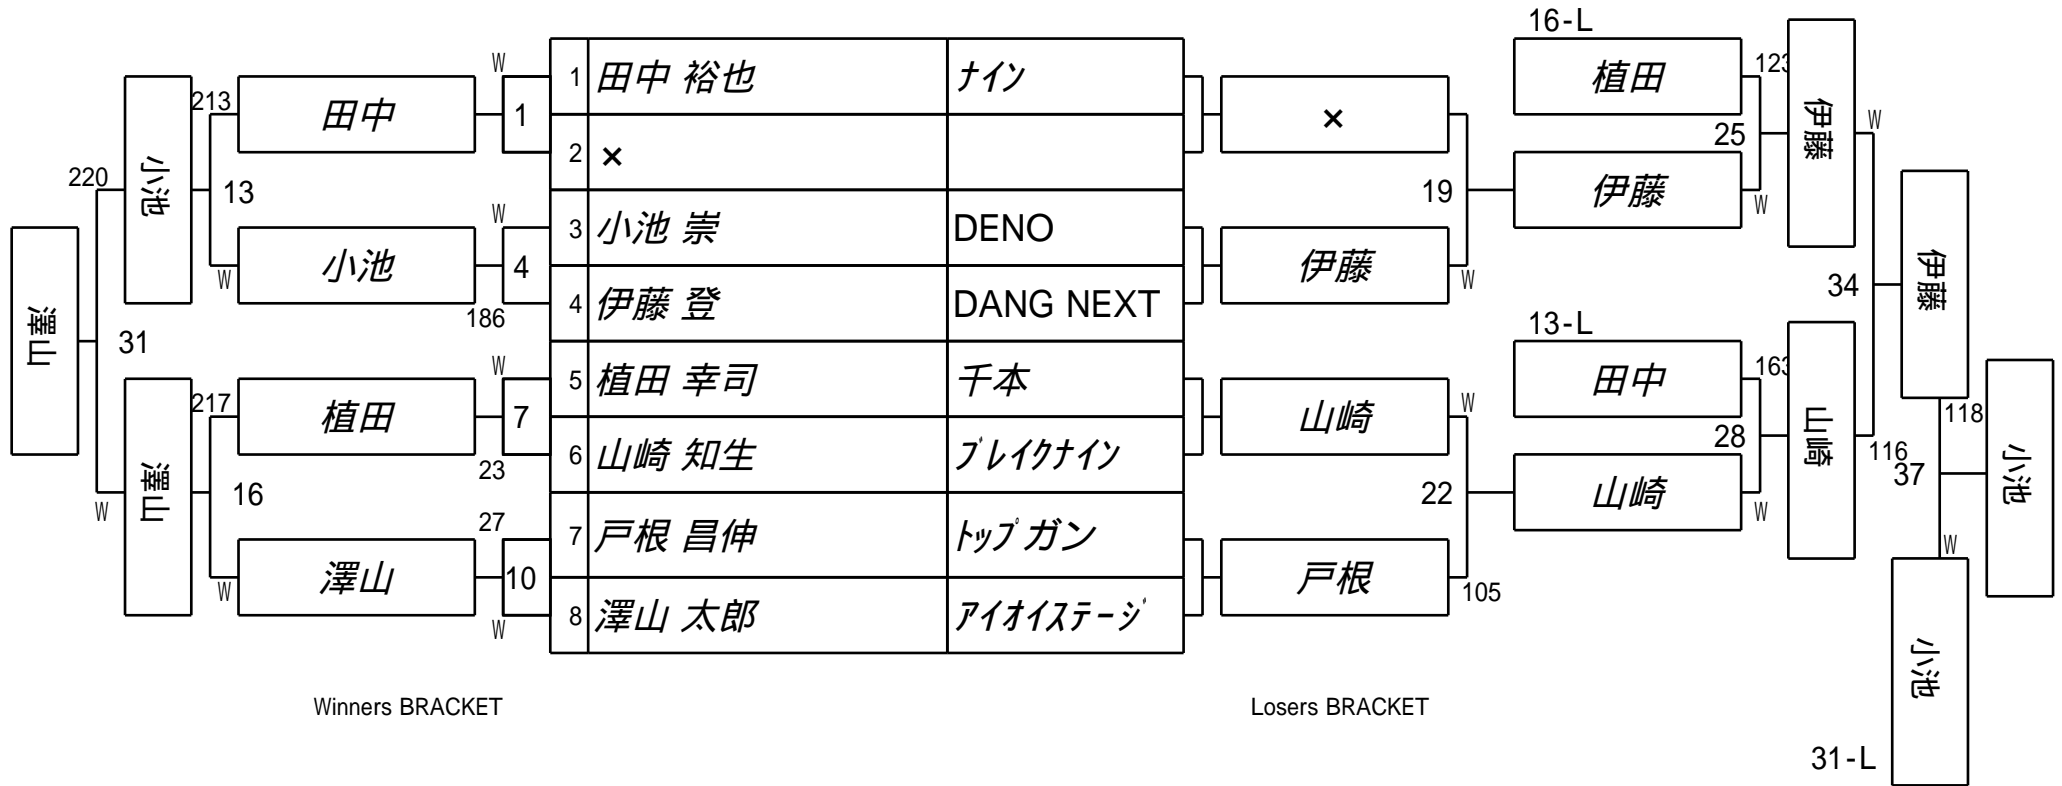 16-L
W
1 田中 裕也 ナイン
植田
123
213
田中
1
×
伊藤
W
2 ×
25
小池
220
13
19
伊藤
W
W
3 小池 崇 DENO
小池
4
伊藤
W
W
伊藤
186
4 伊藤 登 DANG NEXT
34
13-L
澤山
31
W
5 植田 幸司 千本
田中
163
217
植田
7
山崎
W
山崎
118
23
6 山崎 知生 ブレイクナイン
28
116
37
小池
澤山
W
16
22
山崎
W
27
7 戸根 昌伸 トップガン
W
澤山
W
10
戸根
105
W
8 澤山 太郎 アイオイステージ
小池
Winners BRACKET
Losers BRACKET
31-L